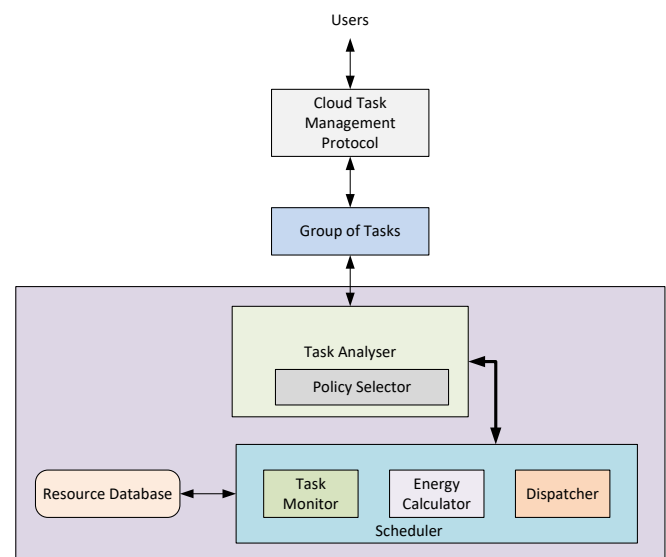 Users
Cloud Task
Management
Protocol
Group of Tasks
Task Analyser
Policy Selector
Resource Database
Task
Monitor
Energy
Calculator
Dispatcher
Scheduler